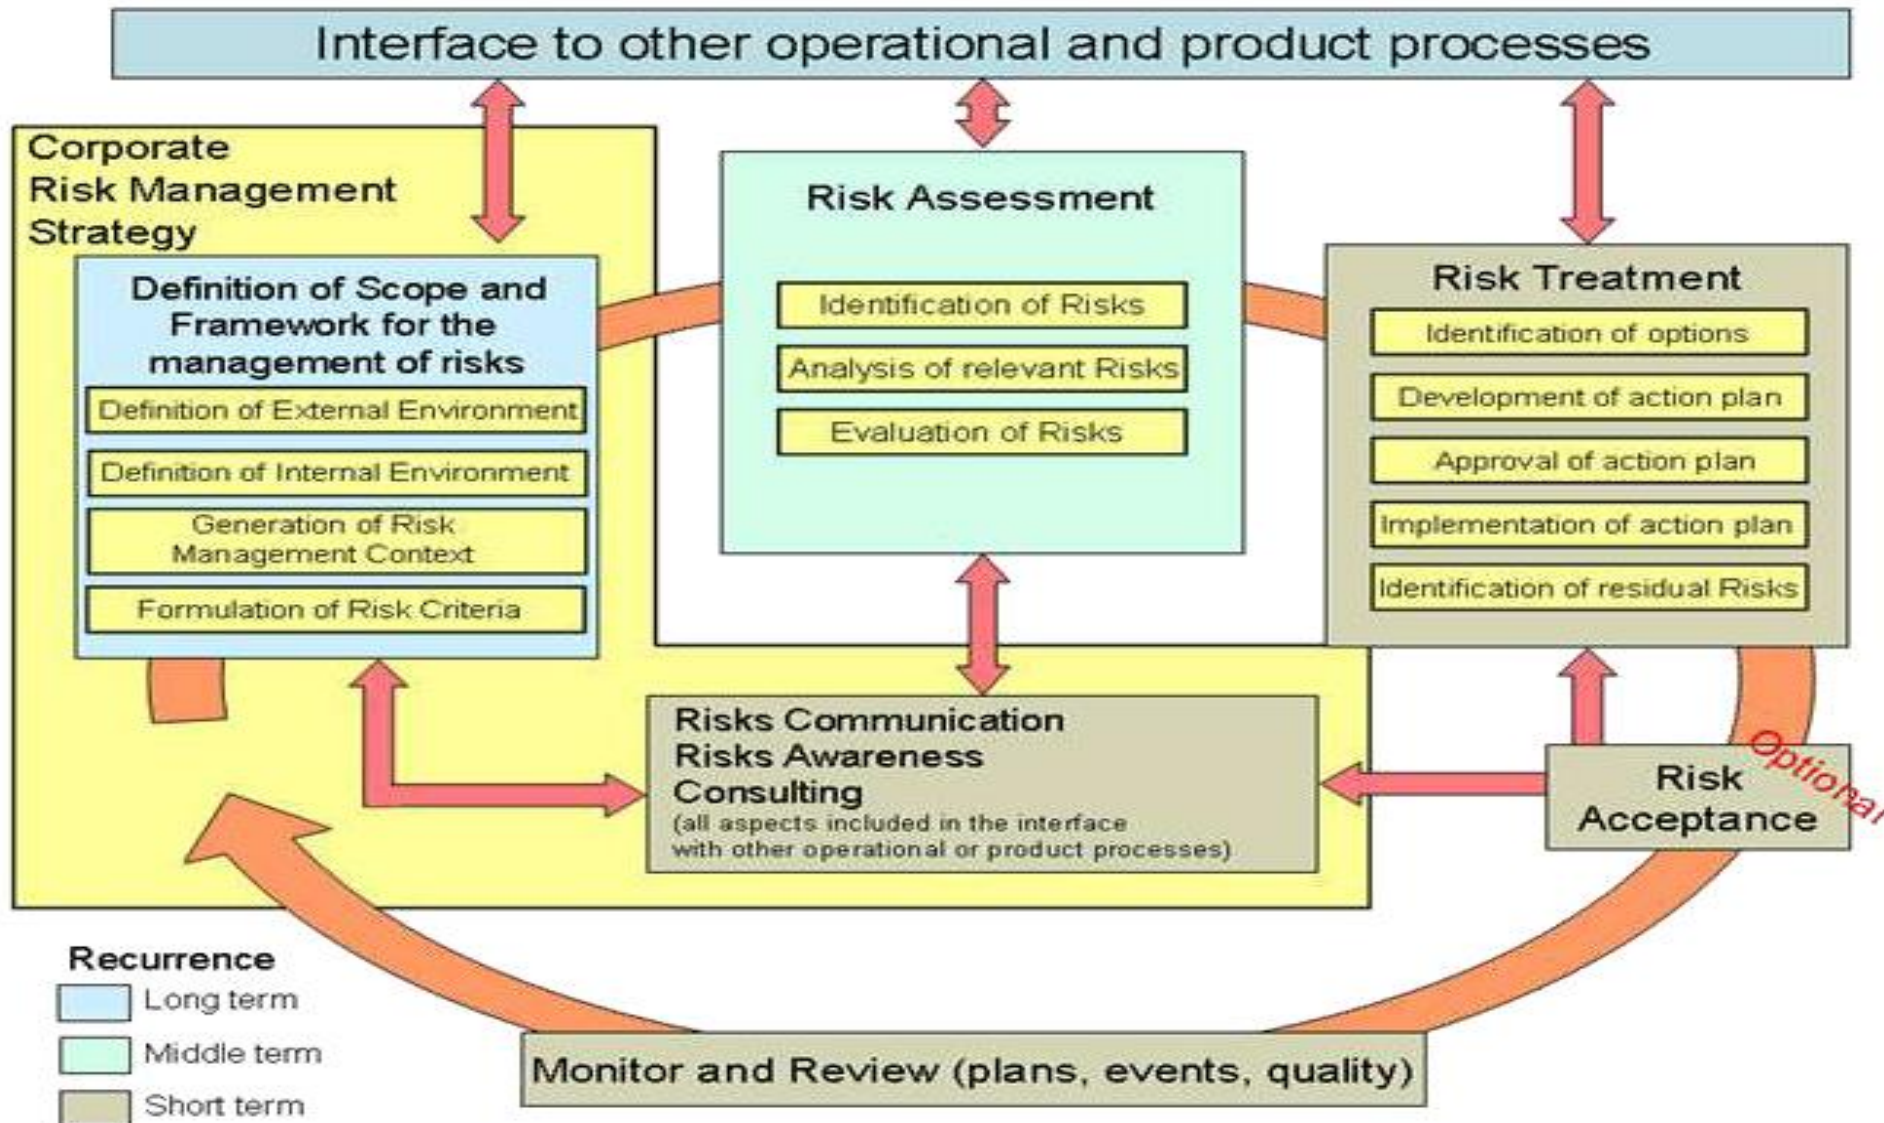 Interface to other operational and product processes
Corporate
Risk Management
Strategy
Definition of Scope and
Framework for the
management of risks
Definition of External Environment
Definition of Internal Environment
Generation of Risk
Management Context
Formulation of Risk Criteria
Risk Assessment
Identification of Risks
Analysis of relevant Risks
Evaluation of Risks
Risk Treatment
Identification of options
Development of action plan
Approval of action plan
Implementation of action plan
Identification of residual Risks
Risks Communication
Risks Awareness
Consulting
(all aspects included in the interface
with other operational or product processes)
Optional
Risk
Acceptance
Monitor and Review (plans, events, quality)
Recurrence
Long term
Middle term
Short term